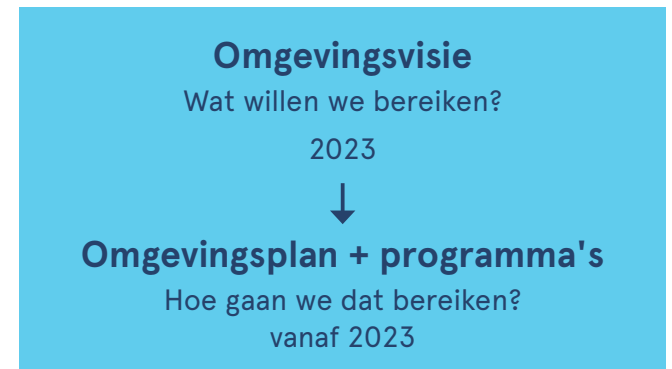 Omgevingsvisie
Wat willen we bereiken?
2023
Omgevingsplan + programma's
Hoe gaan we dat bereiken?
vanaf 2023